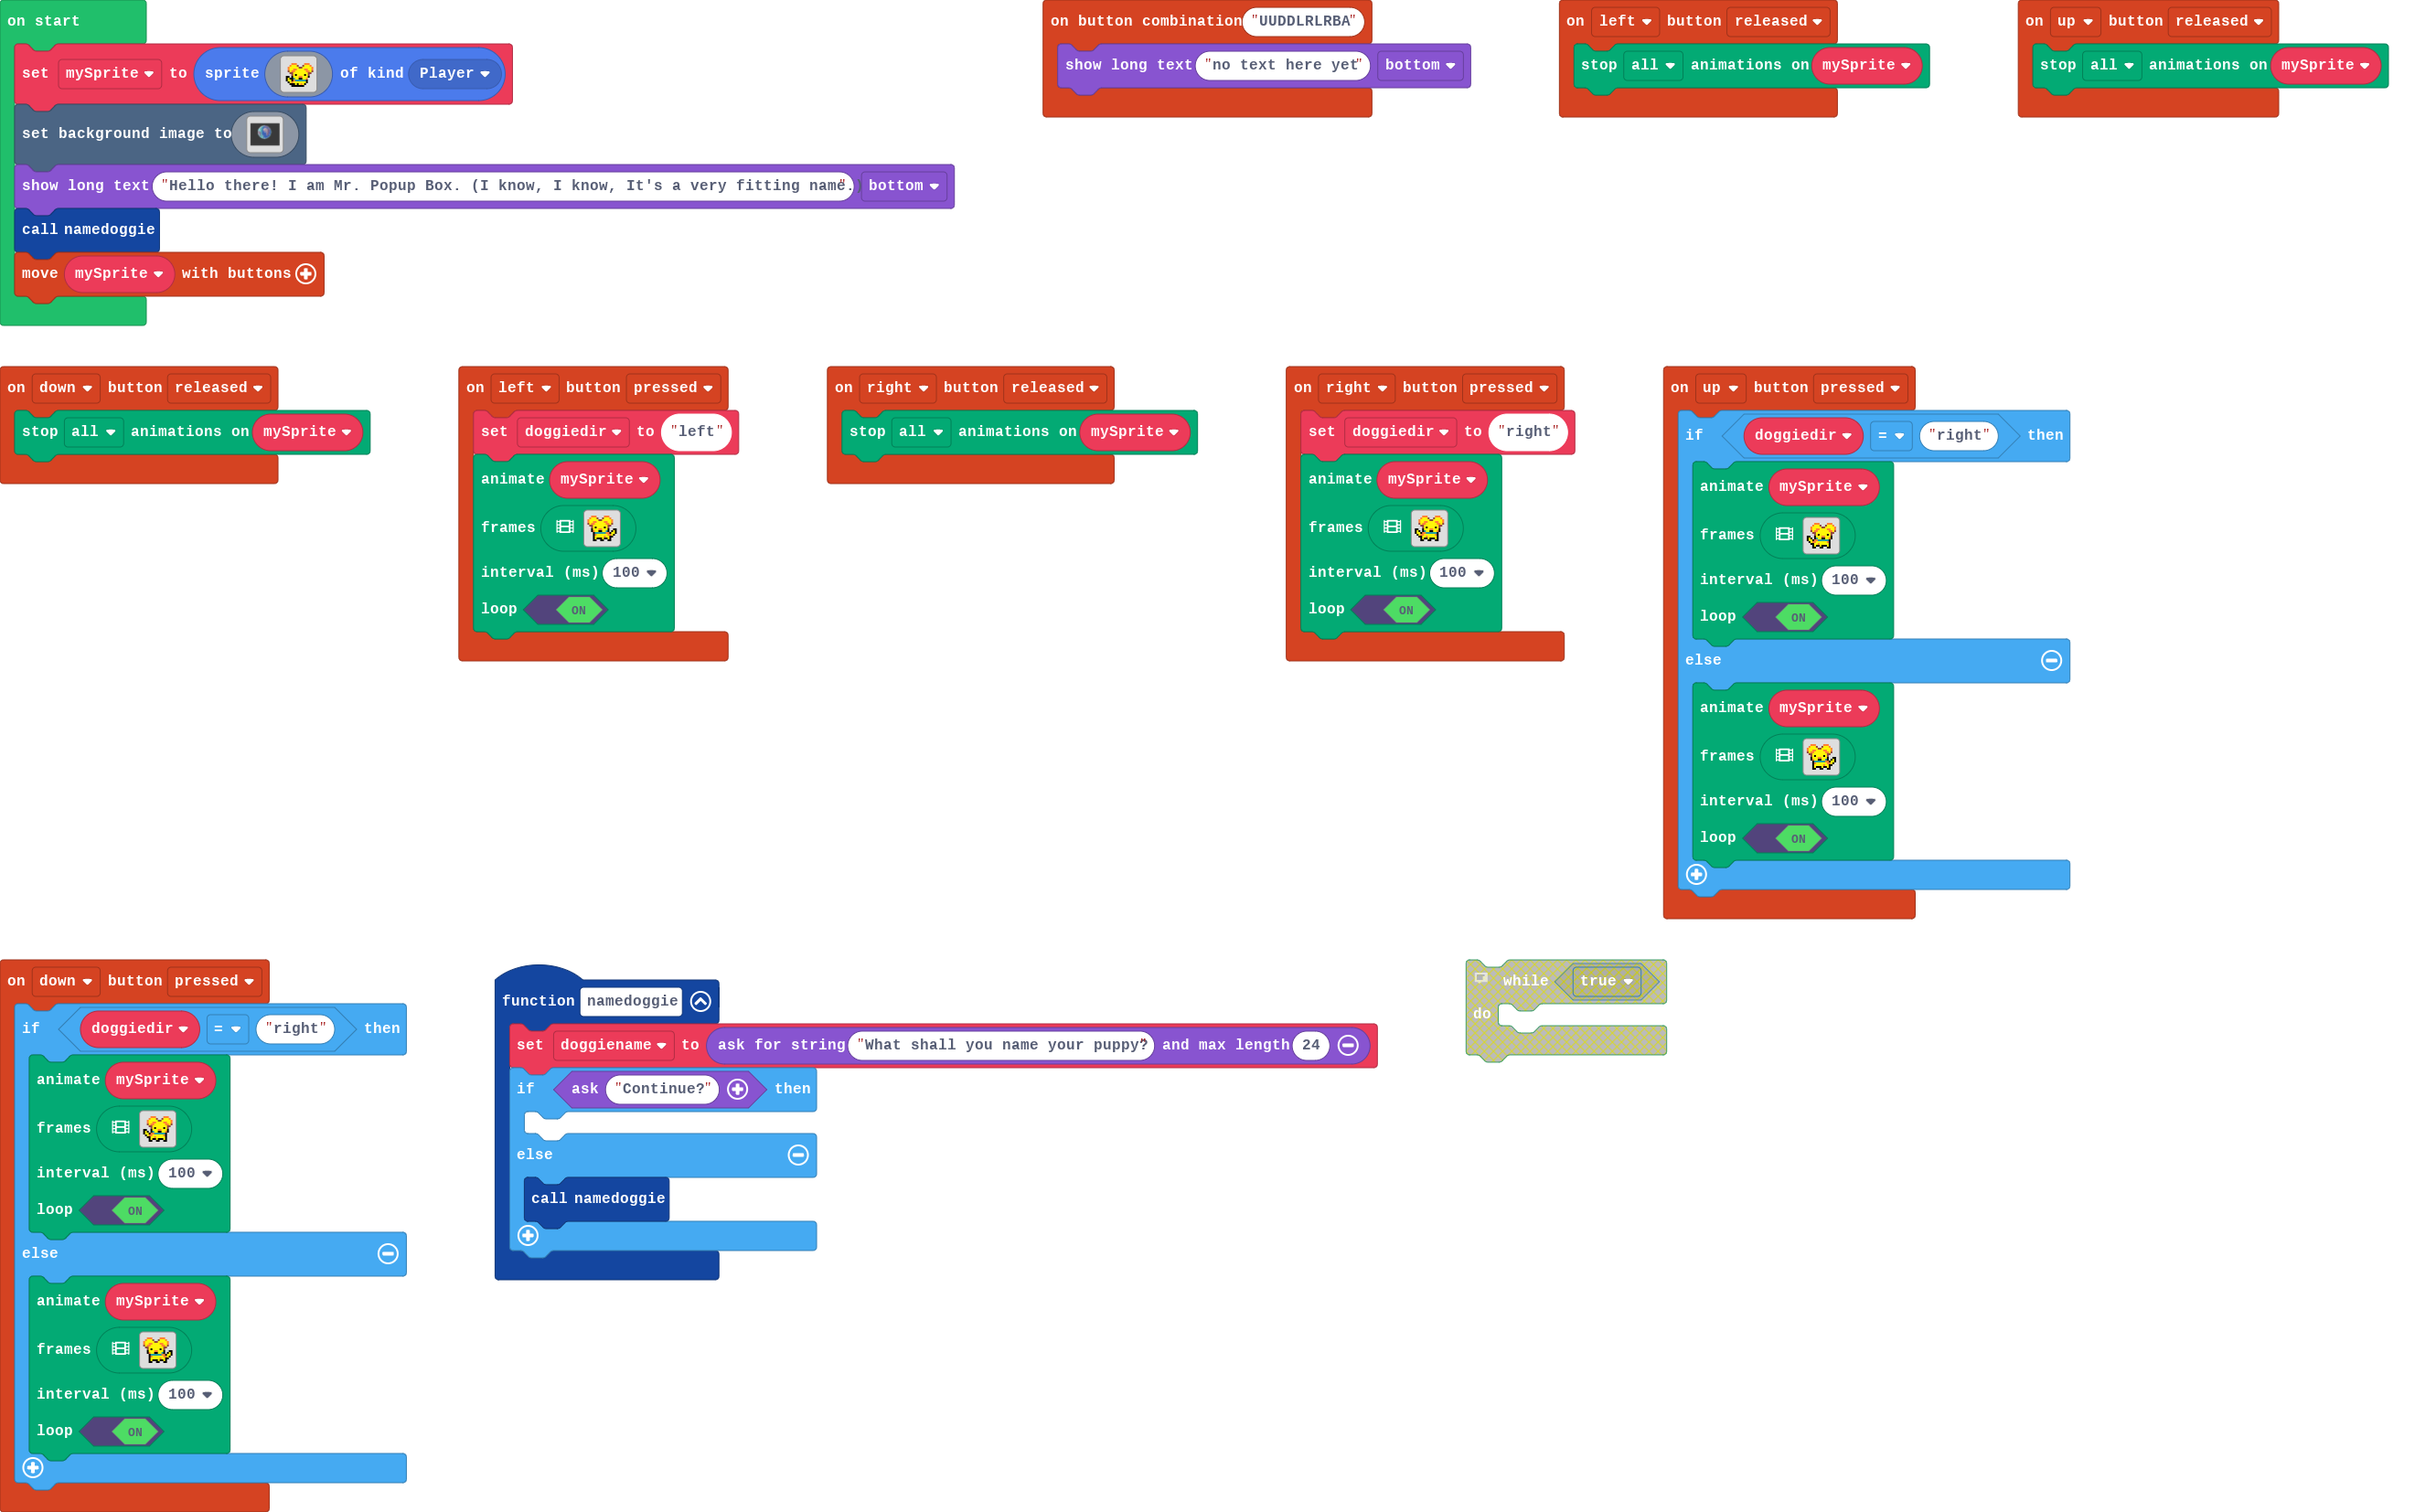 on start
set mySprite to sprite of kind Player
set background image to
show long text "Hello there! I am Mr. Popup Box. (I know, I know, It's a very fitting name." bottom
call namedoggie
move mySprite with buttons
on button combination "UUDDLRLRBA"
show long text "no text here yet" bottom
on left button released
stop all animations on mySprite
on up button released
stop all animations on mySprite
on down button released
stop all animations on mySprite
on left button pressed
set doggiedir to "left"
animate mySprite
frames
interval (ms) 100
loop ON
on right button released
stop all animations on mySprite
on right button pressed
set doggiedir to "right"
animate mySprite
frames
interval (ms) 100
loop ON
on up button pressed
if doggiedir = "right" then
animate mySprite
frames
interval (ms) 100
loop ON
else
animate mySprite
frames
interval (ms) 100
loop ON
on down button pressed
if doggiedir = "right" then
animate mySprite
frames
interval (ms) 100
loop ON
else
animate mySprite
frames
interval (ms) 100
loop ON
function namedoggie
set doggiename to ask for string "What shall you name your puppy?" and max length 24
if ask "Continue?" then
else
call namedoggie
while true
do